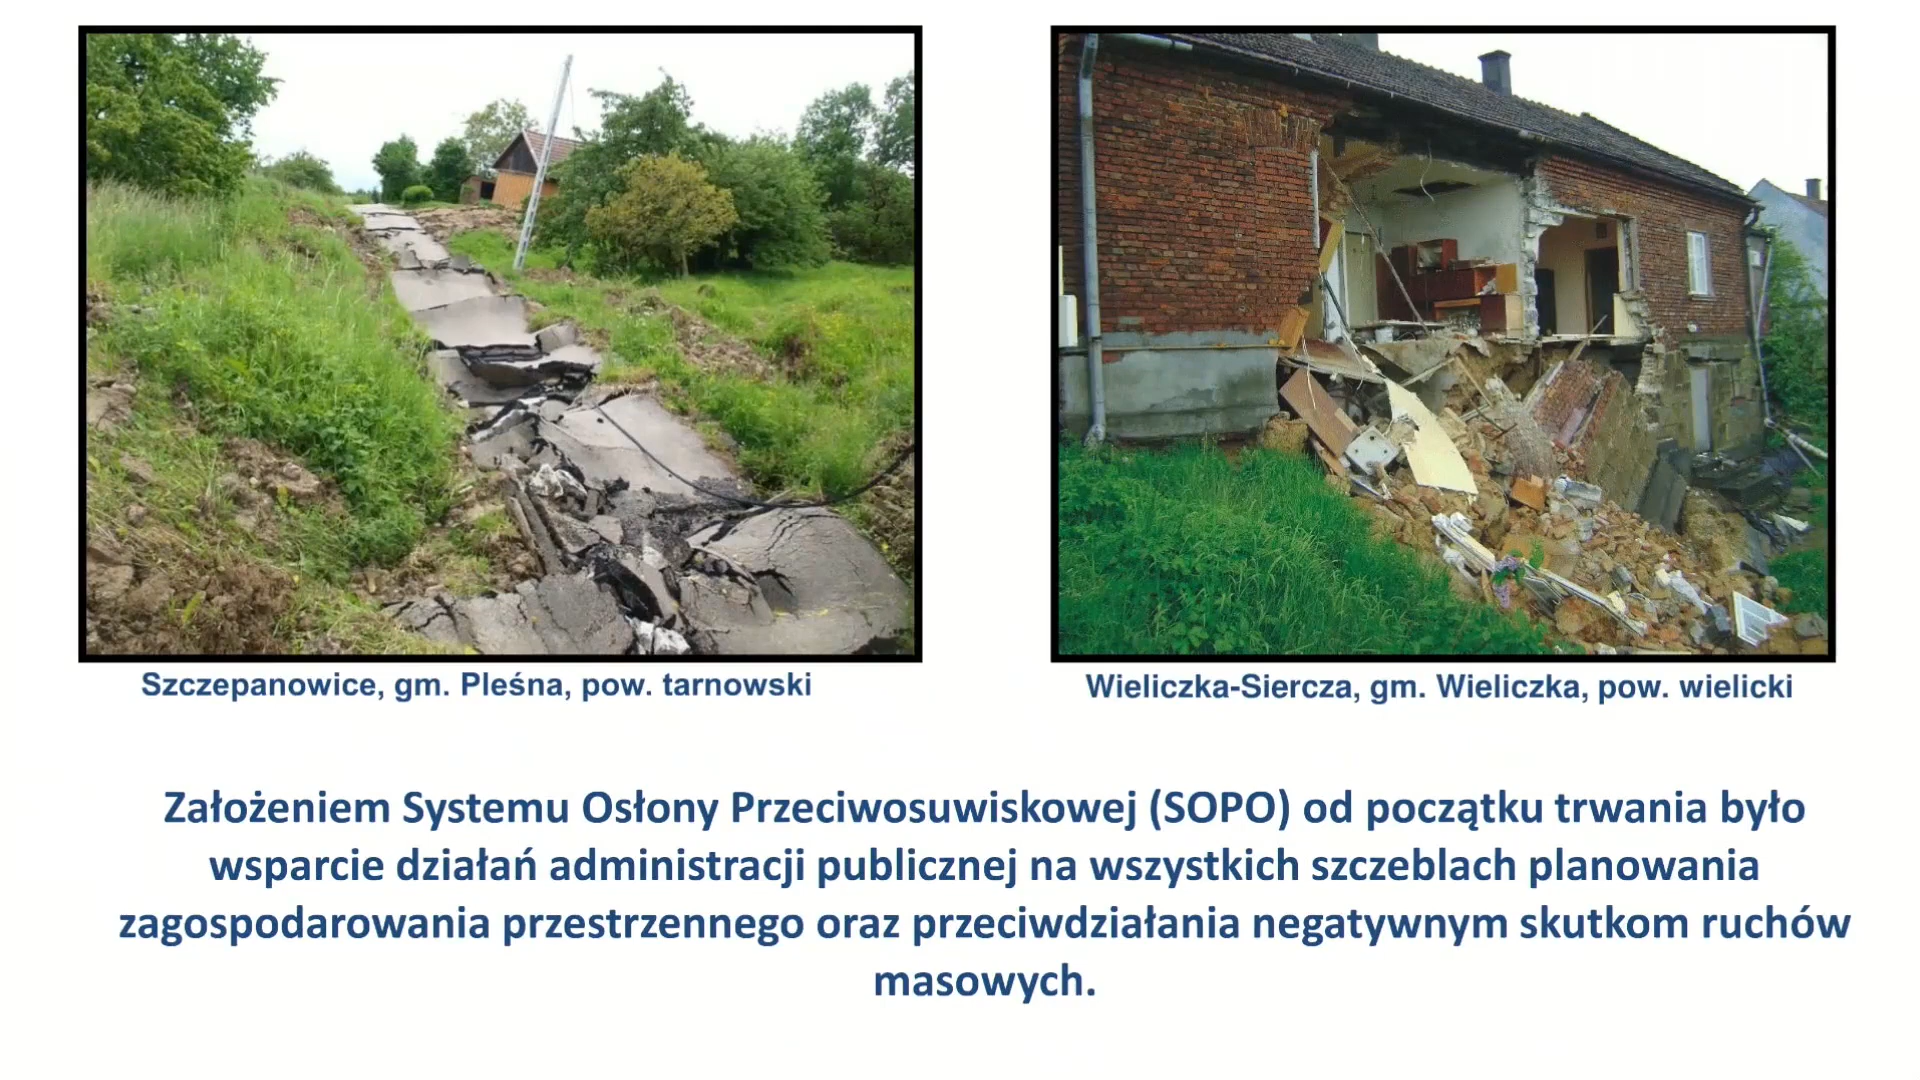 Szczepanowice, gm. Pleśna, pow. tarnowski
Wieliczka-Siercza, gm. Wieliczka, pow. wielicki
Założeniem Systemu Osłony Przeciwosuwiskowej (SOPO) od początku trwania było
wsparcie działań administracji publicznej na wszystkich szczeblach planowania
zagospodarowania przestrzennego oraz przeciwdziałania negatywnym skutkom ruchów
masowych.